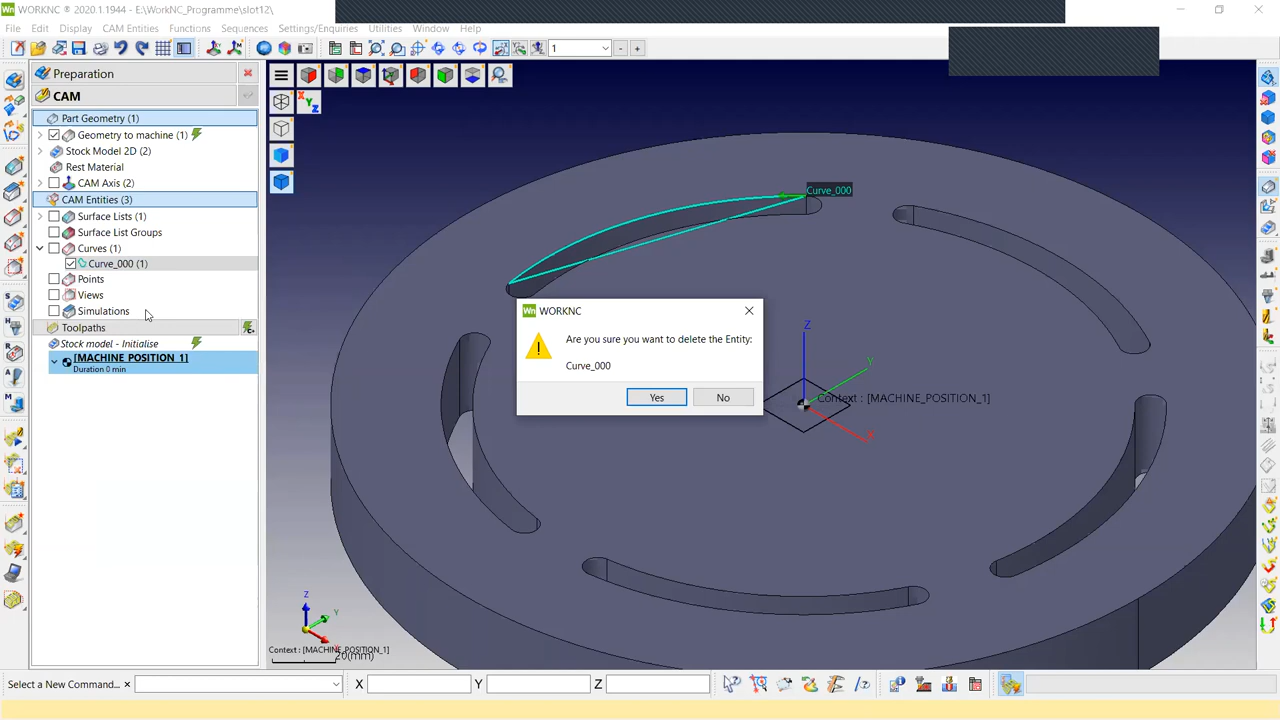 WORKNC ® 2020.1.1944 - E:\WorkNC_Programme\slot12\
File Edit Display CAM Entities Functions Sequences Settings/Enquiries Utilities Window Help
1
- +
Preparation
CAM
Part Geometry (1)
Geometry to machine (1)
Stock Model 2D (2)
Rest Material
CAM Axis (2)
CAM Entities (3)
Surface Lists (1)
Surface List Groups
Curves (1)
Curve_000 (1)
Points
Views
Simulations
Toolpaths
Stock model - Initialise
[MACHINE_POSITION_1]
Duration 0 min
X Y Z
Curve_000
WORKNC
Are you sure you want to delete the Entity:
Curve_000
Yes No
Z
Y
X
Context : [MACHINE_POSITION_1]
Z
Y
X
Context : [MACHINE_POSITION_1]
20(mm)
Select a New Command... X Y Z